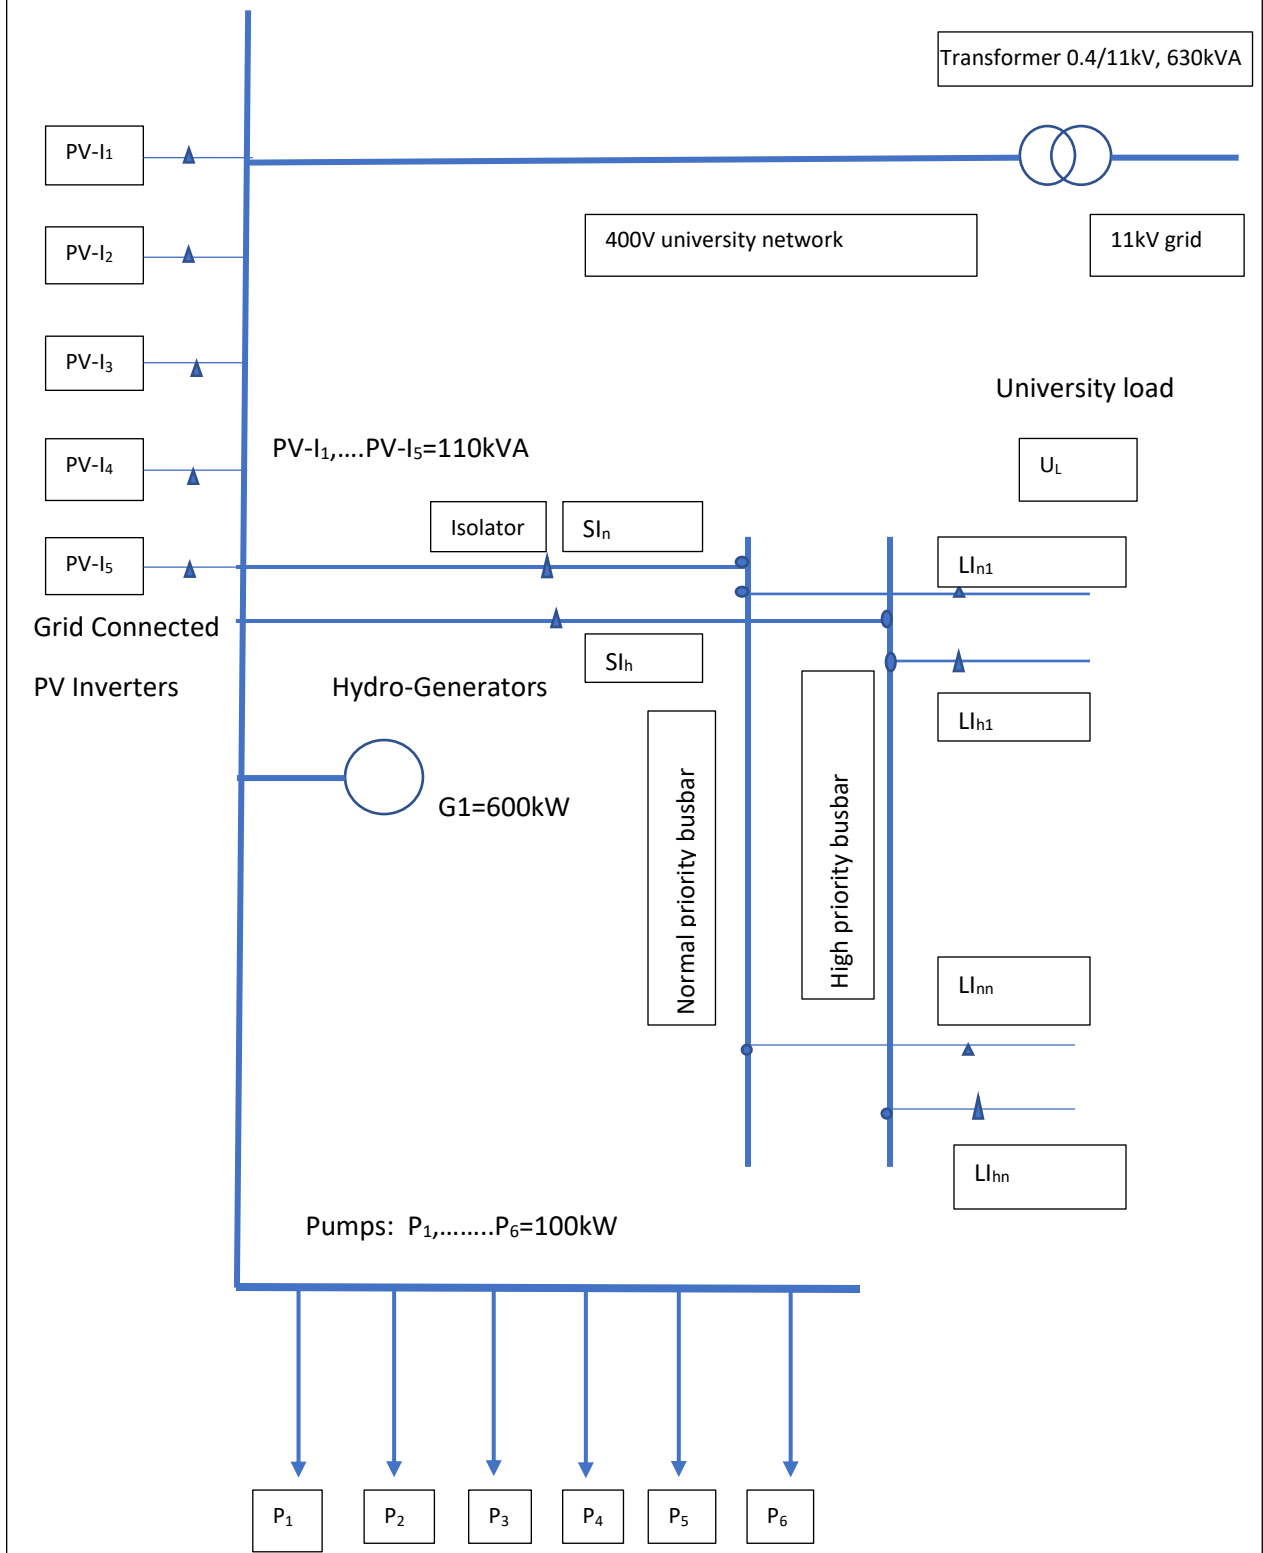 Transformer 0.4/11kV, 630kVA
PV-I₁
PV-I₂
400V university network
11kV grid
PV-I₃
University load
PV-I₄
PV-I₁,....PV-I₅=110kVA
U_L
Isolator
SIₙ
PV-I₅
LIₙ₁
Grid Connected
PV Inverters
SIₕ
Hydro-Generators
LIₕ₁
G1=600kW
Normal priority busbar
High priority busbar
LIₙₙ
LIₕₙ
Pumps: P₁,........P₆=100kW
P₁
P₂
P₃
P₄
P₅
P₆